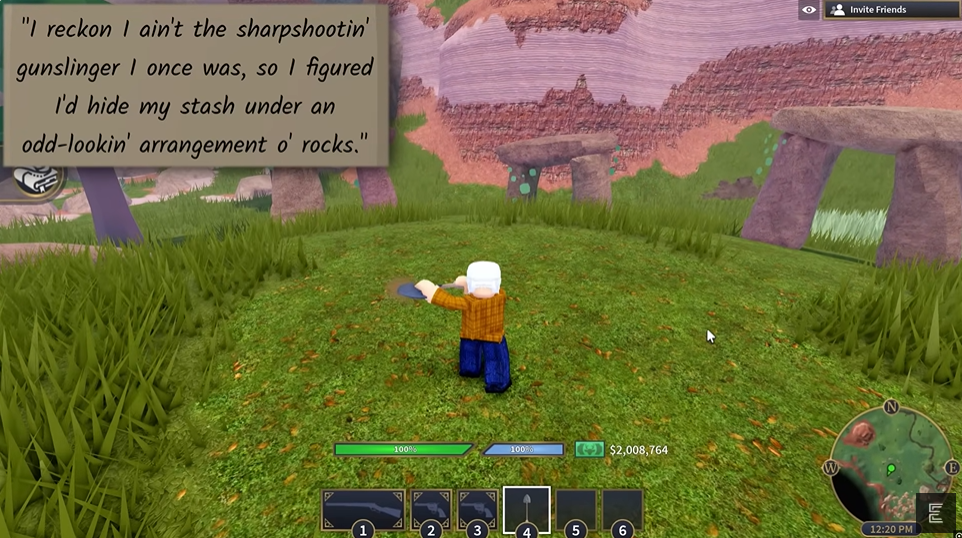 "I reckon I ain't the sharpshootin'
gunslinger I once was, so I figured
I'd hide my stash under an
odd-lookin' arrangement o' rocks."
Invite Friends
100%
100%
$2,008,764
1
2
3
4
5
6
N
W
E
E
12:20 PM